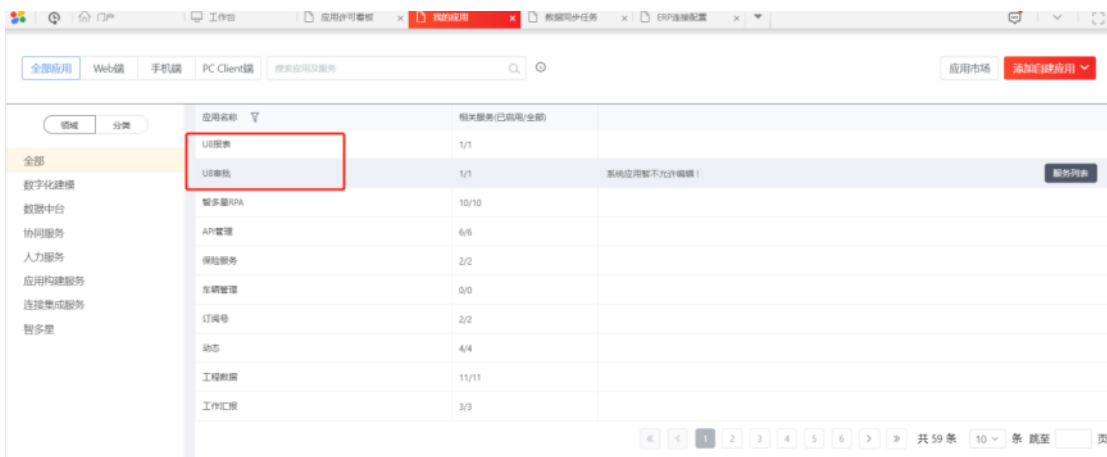 门户 工作台 应用许可看板 × 我的应用 × 数据同步任务 × ERP连接配置 ×
全部应用 Web端 手机端 PC Client端 搜索应用及服务 应用市场 添加自建应用
领域 分类
全部
数字化建模
数据中台
协同服务
人力服务
应用构建服务
连接集成服务
智多星
应用名称 相关服务(已启用/全部)
U8报表 1/1
U8审批 1/1 系统应用暂不允许编辑! 服务列表
智多星RPA 10/10
API管理 6/6
保险服务 2/2
车辆管理 0/0
订阅号 2/2
动态 4/4
工程数据 11/11
工作汇报 3/3
« < 1 2 3 4 5 6 > » 共 59 条 10 条 跳至 页